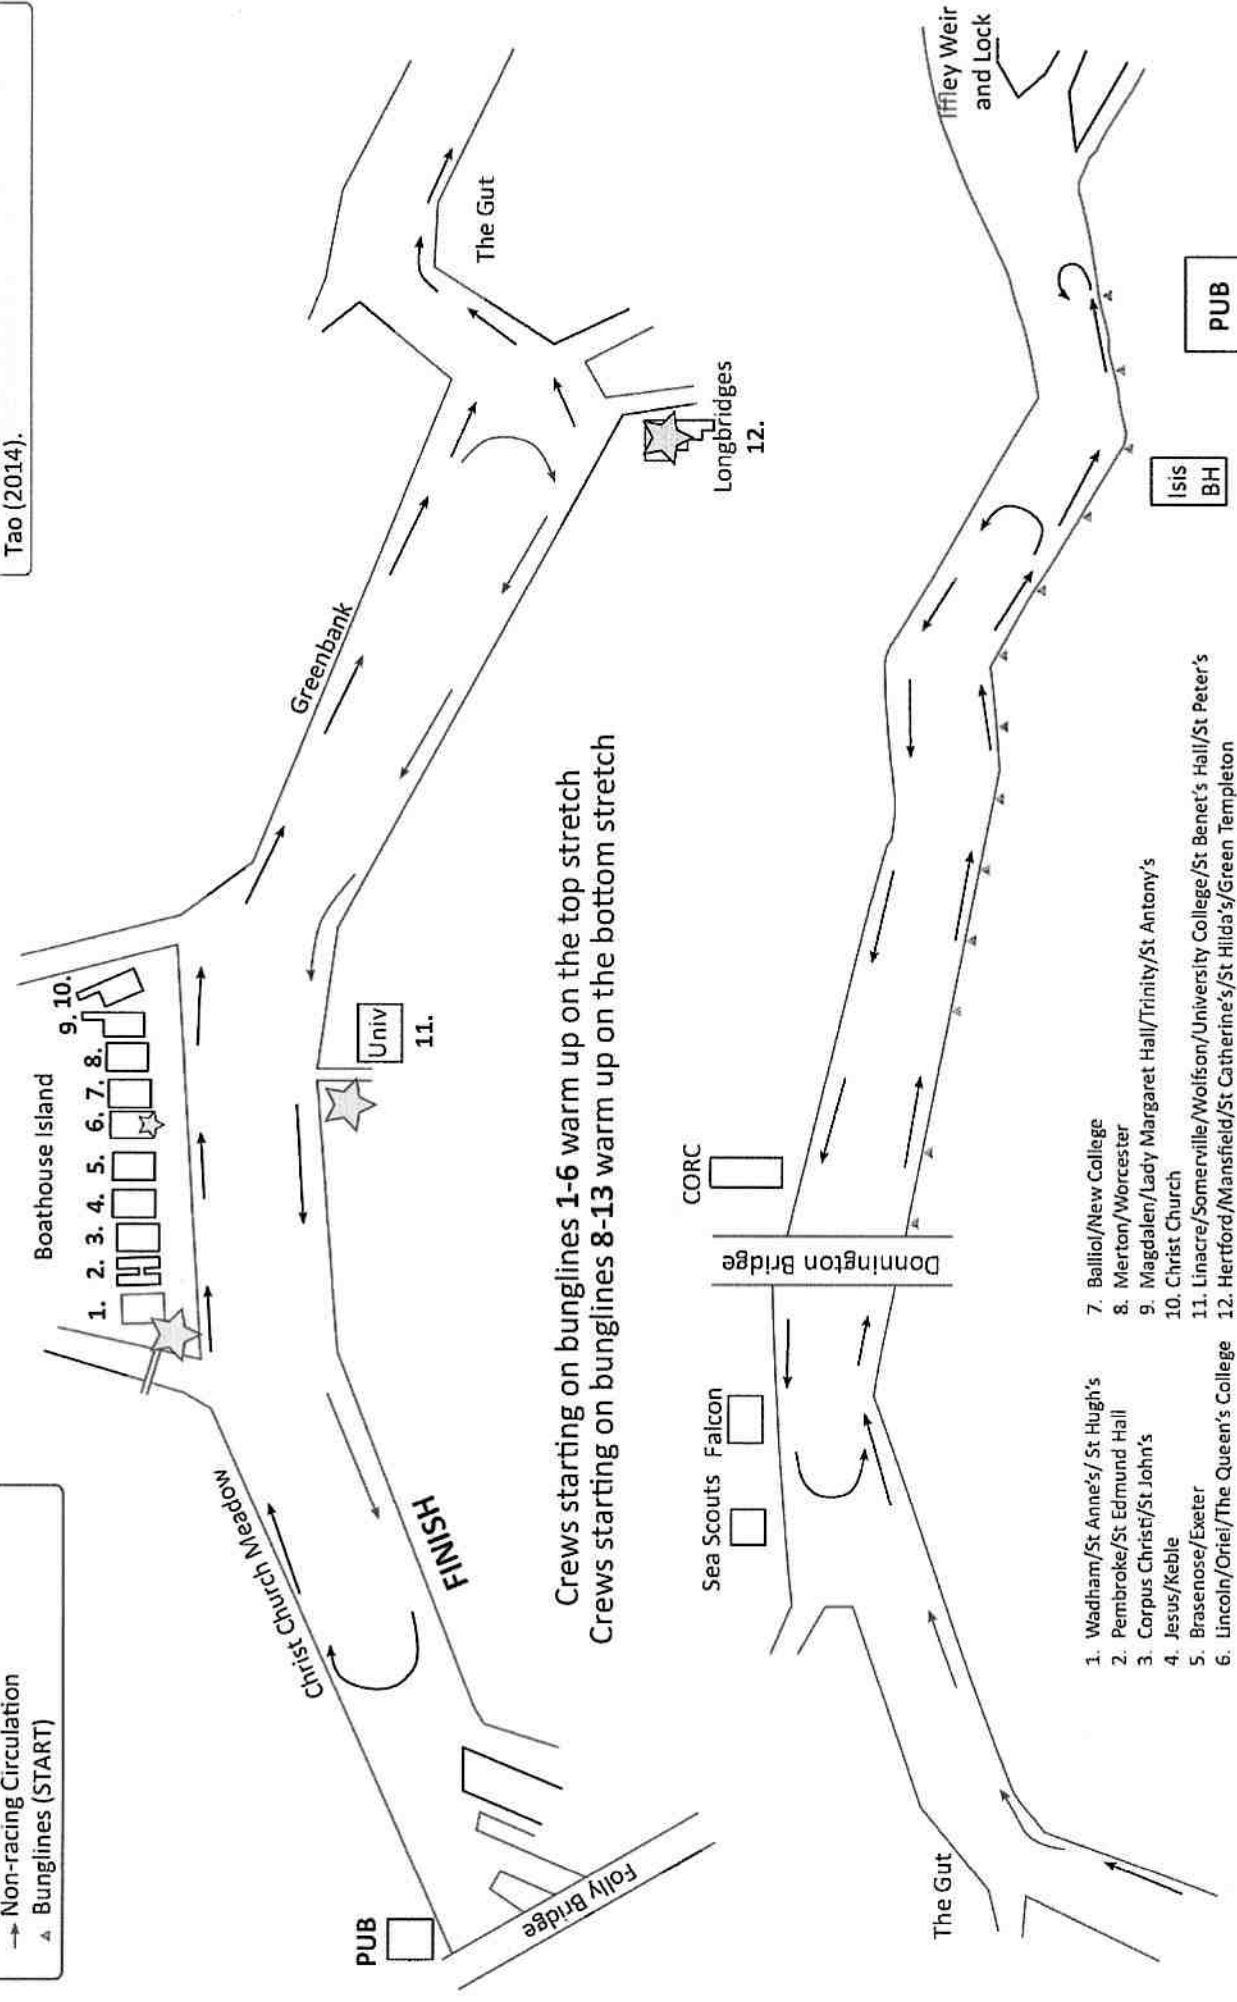 Tao (2014).
Non-racing Circulation
Bunglines (START)
Boathouse Island
1.
2.
3.
4.
5.
6.
7.
8.
9.
10.
Christ Church Meadow
Greenbank
The Gut
FINISH
Univ
11.
Longbridges
12.
PUB
Folly Bridge
Crews starting on bunglines 1-6 warm up on the top stretch
Crews starting on bunglines 8-13 warm up on the bottom stretch
Sea Scouts
Falcon
CORC
Donnington Bridge
Iffley Weir
and Lock
The Gut
Isis
BH
PUB
1. Wadham/St Anne's/ St Hugh's
2. Pembroke/St Edmund Hall
3. Corpus Christi/St John's
4. Jesus/Keble
5. Brasenose/Exeter
6. Lincoln/Oriel/The Queen's College
7. Balliol/New College
8. Merton/Worcester
9. Magdalen/Lady Margaret Hall/Trinity/St Antony's
10. Christ Church
11. Linacre/Somerville/Wolfson/University College/St Benet's Hall/St Peter's
12. Hertford/Mansfield/St Catherine's/St Hilda's/Green Templeton